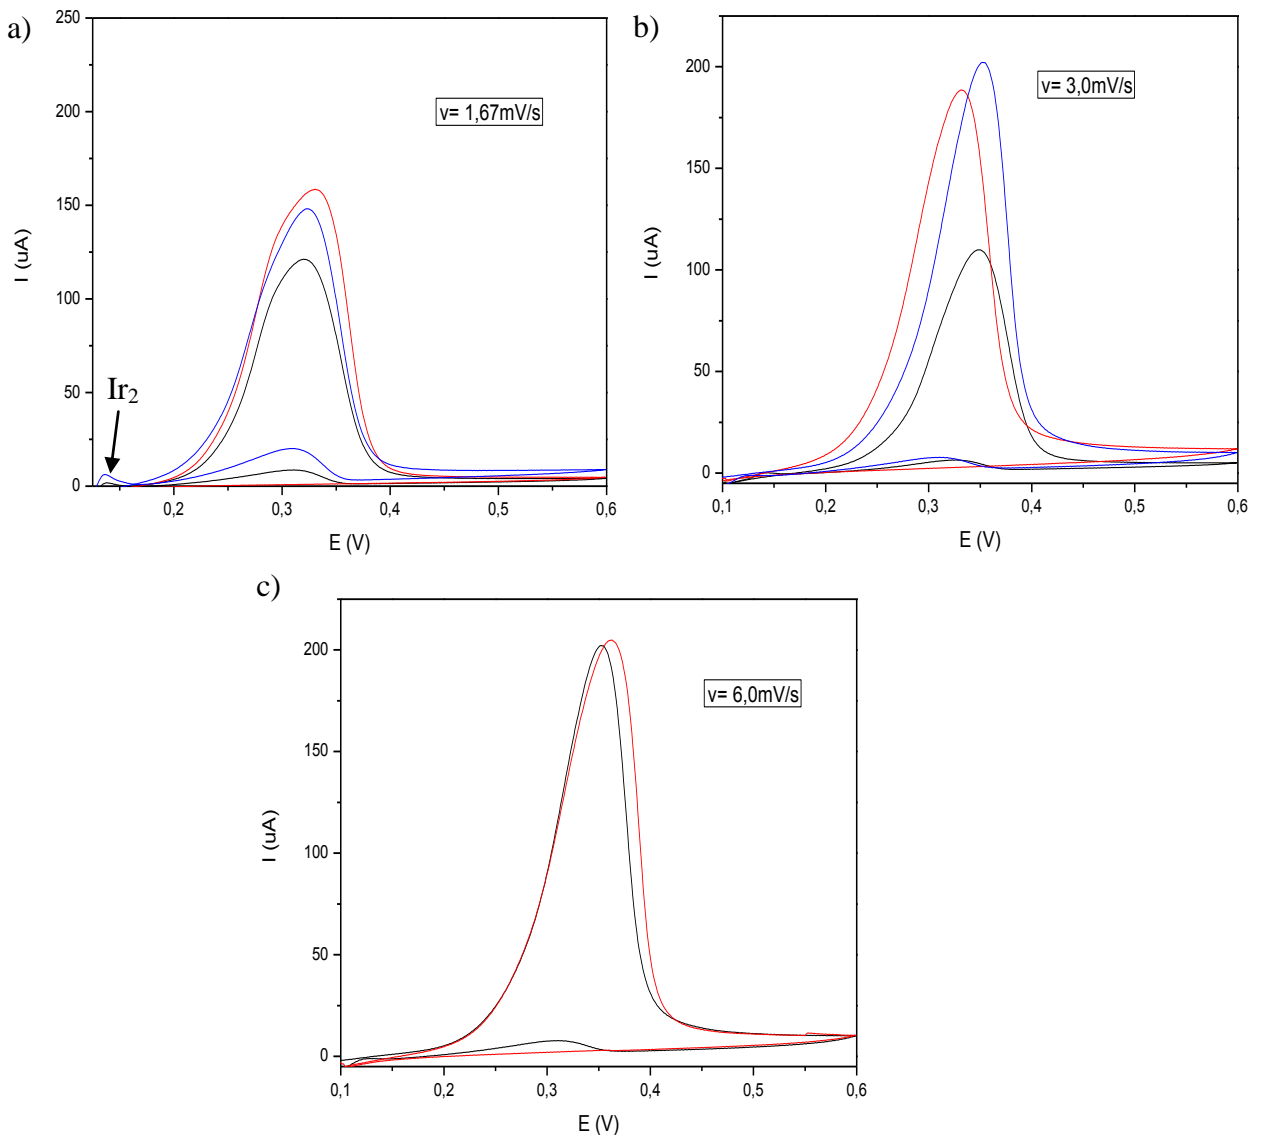 a)
250
200
150
100
50
0
I (uA)
v= 1,67mV/s
Ir₂
0,2 0,3 0,4 0,5 0,6
E (V)
b)
200
150
100
50
0
I (uA)
v= 3,0mV/s
0,1 0,2 0,3 0,4 0,5 0,6
E (V)
c)
200
150
100
50
0
I (uA)
v= 6,0mV/s
0,1 0,2 0,3 0,4 0,5 0,6
E (V)